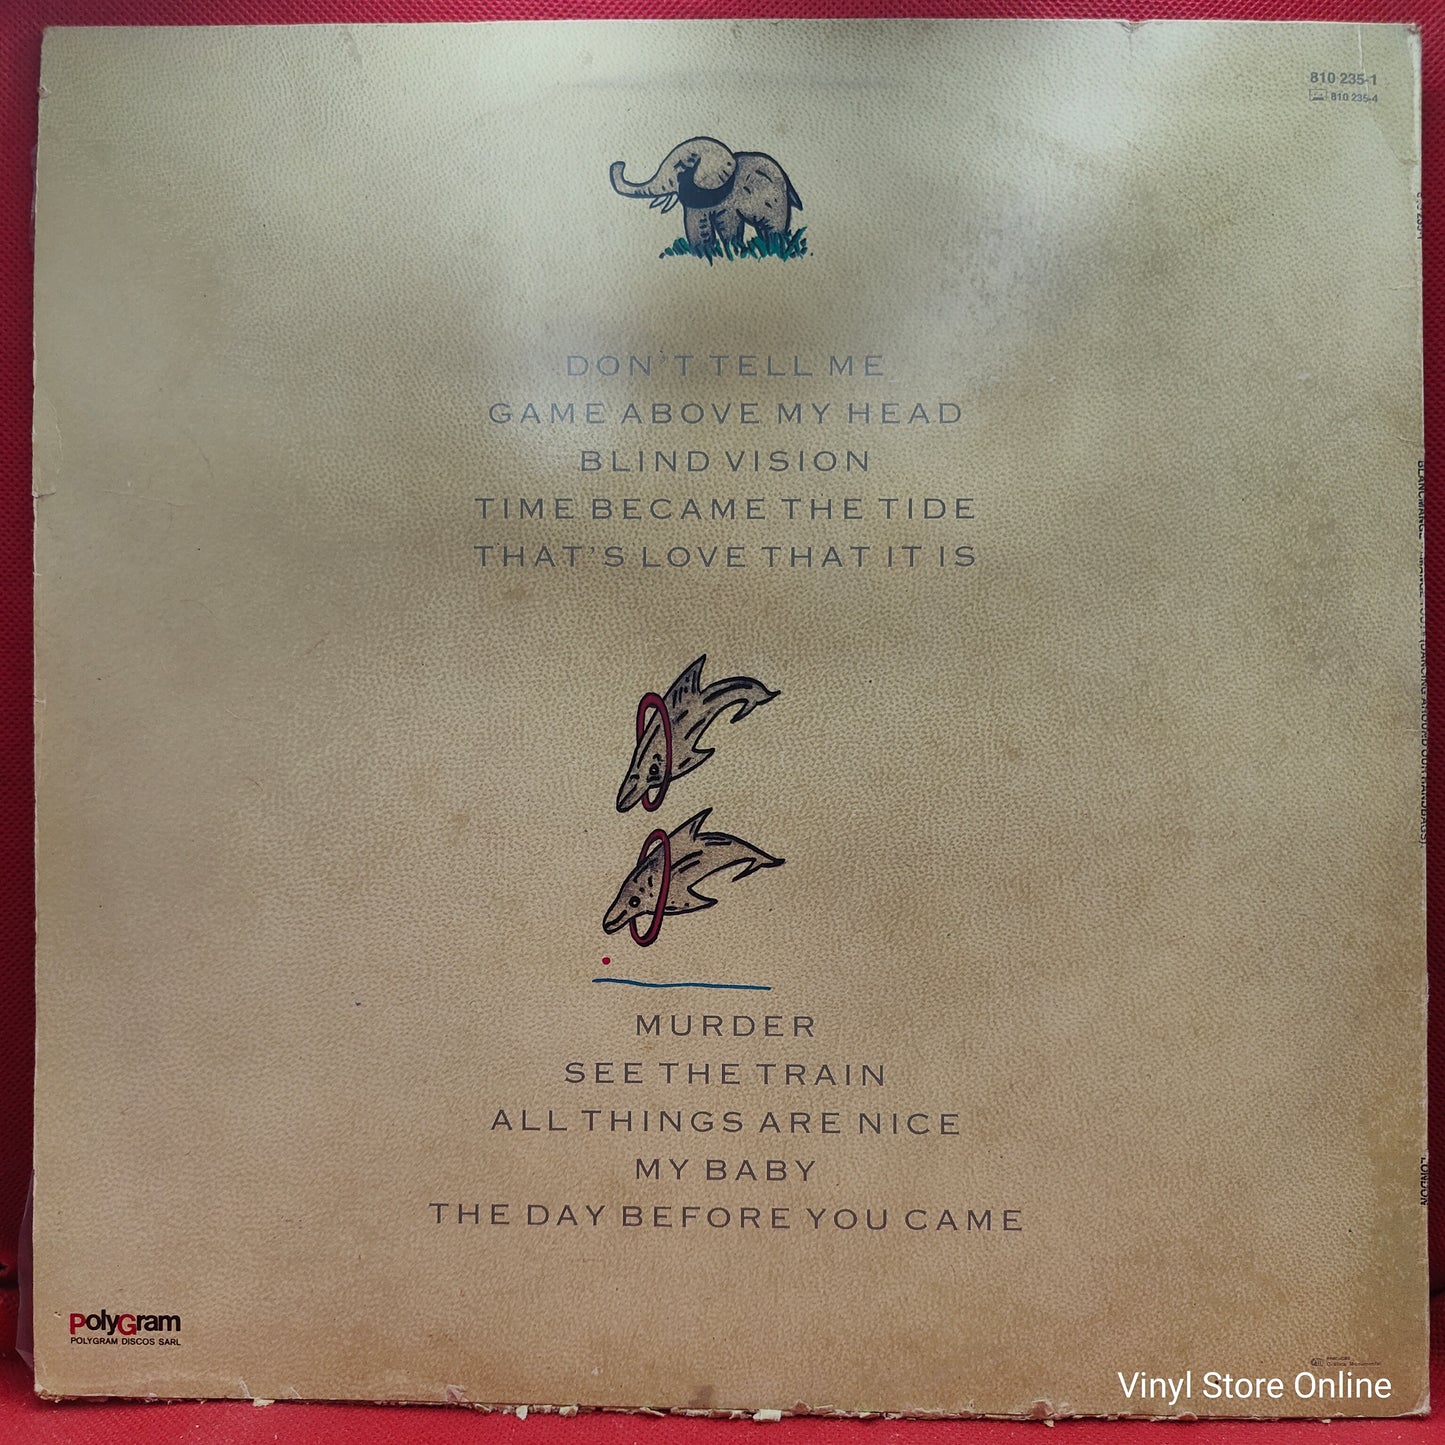 810 235-1
810 235-4
DON'T TELL ME
GAME ABOVE MY HEAD
BLIND VISION
TIME BECAME THE TIDE
THAT'S LOVE THAT IT IS
MURDER
SEE THE TRAIN
ALL THINGS ARE NICE
MY BABY
THE DAY BEFORE YOU CAME
PolyGram
POLYGRAM DISCOS SARL
LONDON
Vinyl Store Online